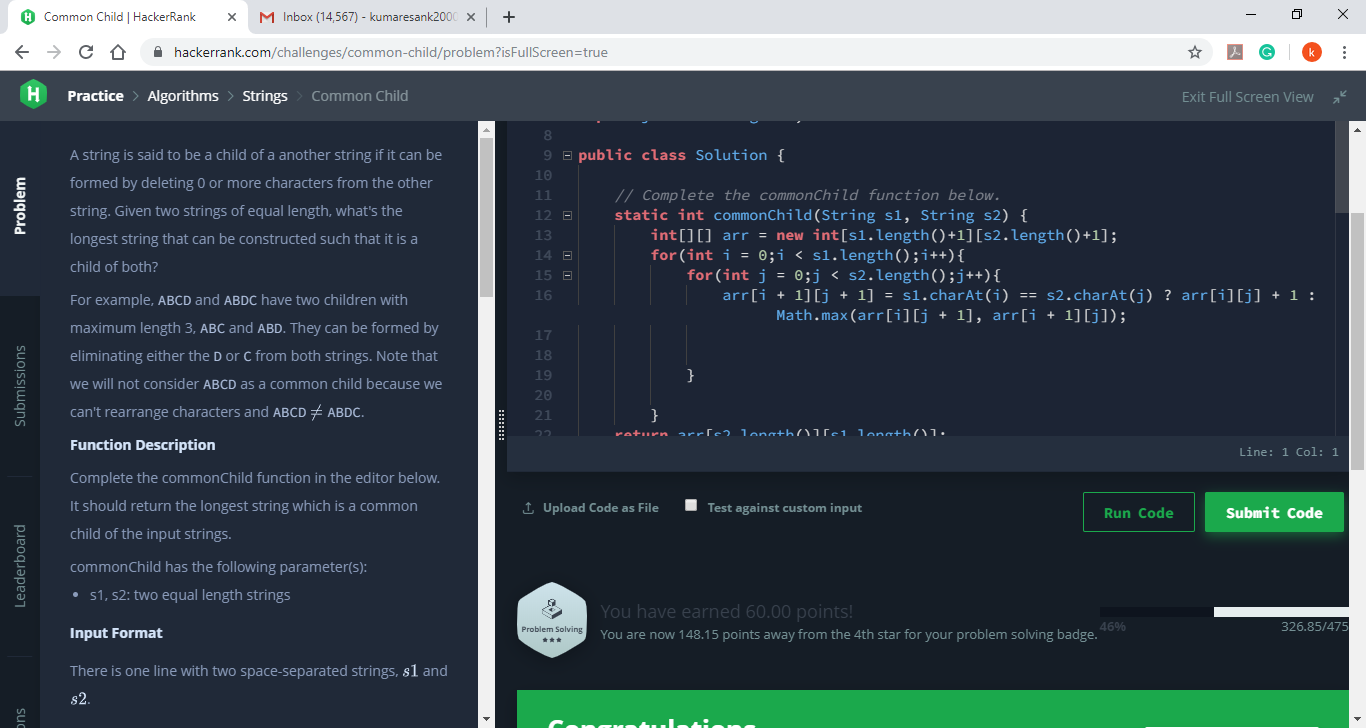 Common Child | HackerRank
Inbox (14,567) - kumaresank2000
hackerrank.com/challenges/common-child/problem?isFullScreen=true
k
H
Practice > Algorithms > Strings > Common Child
Exit Full Screen View
Problem
Submissions
Leaderboard
A string is said to be a child of a another string if it can be
formed by deleting 0 or more characters from the other
string. Given two strings of equal length, what's the
longest string that can be constructed such that it is a
child of both?
For example, ABCD and ABDC have two children with
maximum length 3, ABC and ABD. They can be formed by
eliminating either the D or C from both strings. Note that
we will not consider ABCD as a common child because we
can't rearrange characters and ABCD ≠ ABDC.
Function Description
Complete the commonChild function in the editor below.
It should return the longest string which is a common
child of the input strings.
commonChild has the following parameter(s):
• s1, s2: two equal length strings
Input Format
There is one line with two space-separated strings, s1 and
s2.
8
9 public class Solution {
10
11 // Complete the commonChild function below.
12 static int commonChild(String s1, String s2) {
13 int[][] arr = new int[s1.length()+1][s2.length()+1];
14 for(int i = 0;i < s1.length();i++){
15 for(int j = 0;j < s2.length();j++){
16 arr[i + 1][j + 1] = s1.charAt(i) == s2.charAt(j) ? arr[i][j] + 1 :
Math.max(arr[i][j + 1], arr[i + 1][j]);
17
18
19 }
20
21 }
22 return arr[s2.length()][s1.length()];
Line: 1 Col: 1
Upload Code as File
Test against custom input
Run Code
Submit Code
Problem Solving
You have earned 60.00 points!
You are now 148.15 points away from the 4th star for your problem solving badge.
46%
326.85/475
Congratulations